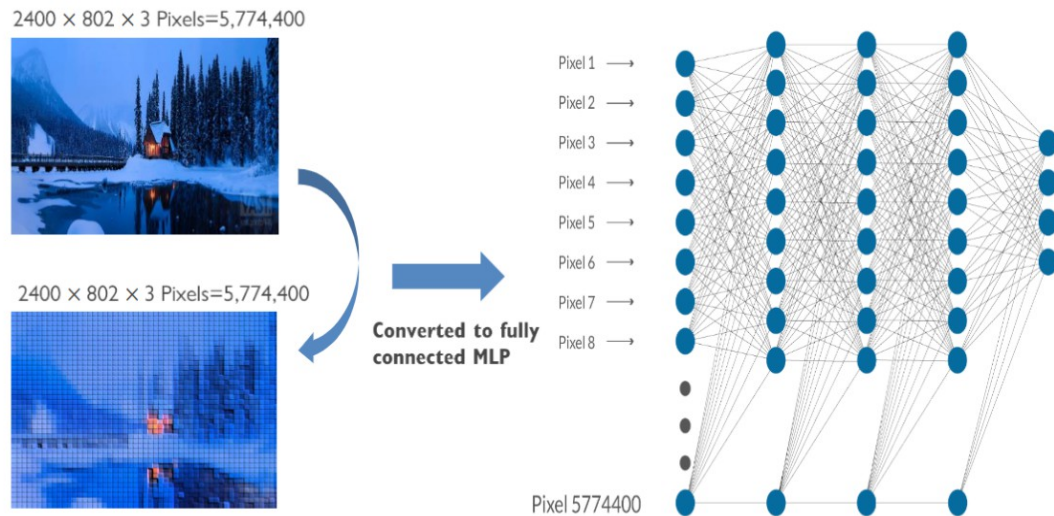 2400 × 802 × 3 Pixels=5,774,400
2400 × 802 × 3 Pixels=5,774,400
Converted to fully
connected MLP
Pixel 1
Pixel 2
Pixel 3
Pixel 4
Pixel 5
Pixel 6
Pixel 7
Pixel 8
Pixel 5774400